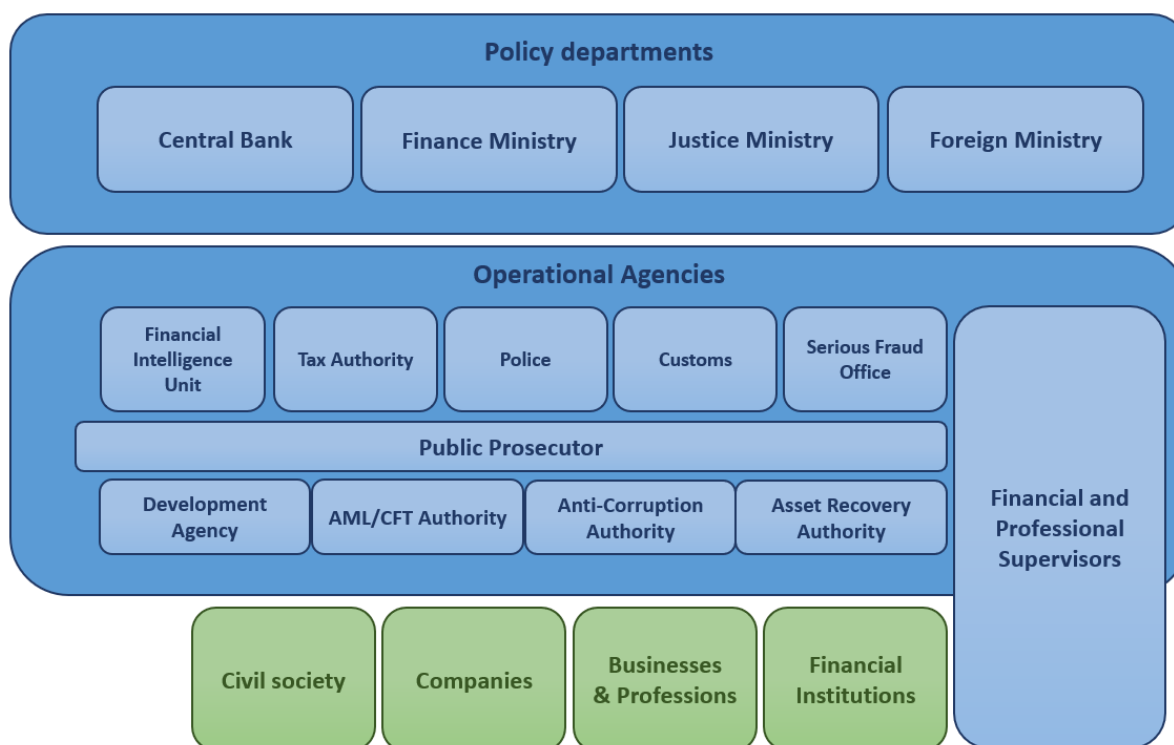 Policy departments
Central Bank
Finance Ministry
Justice Ministry
Foreign Ministry
Operational Agencies
Financial
Intelligence
Unit
Tax Authority
Police
Customs
Serious Fraud
Office
Public Prosecutor
Development
Agency
AML/CFT Authority
Anti-Corruption
Authority
Asset Recovery
Authority
Financial and
Professional
Supervisors
Civil society
Companies
Businesses
& Professions
Financial
Institutions